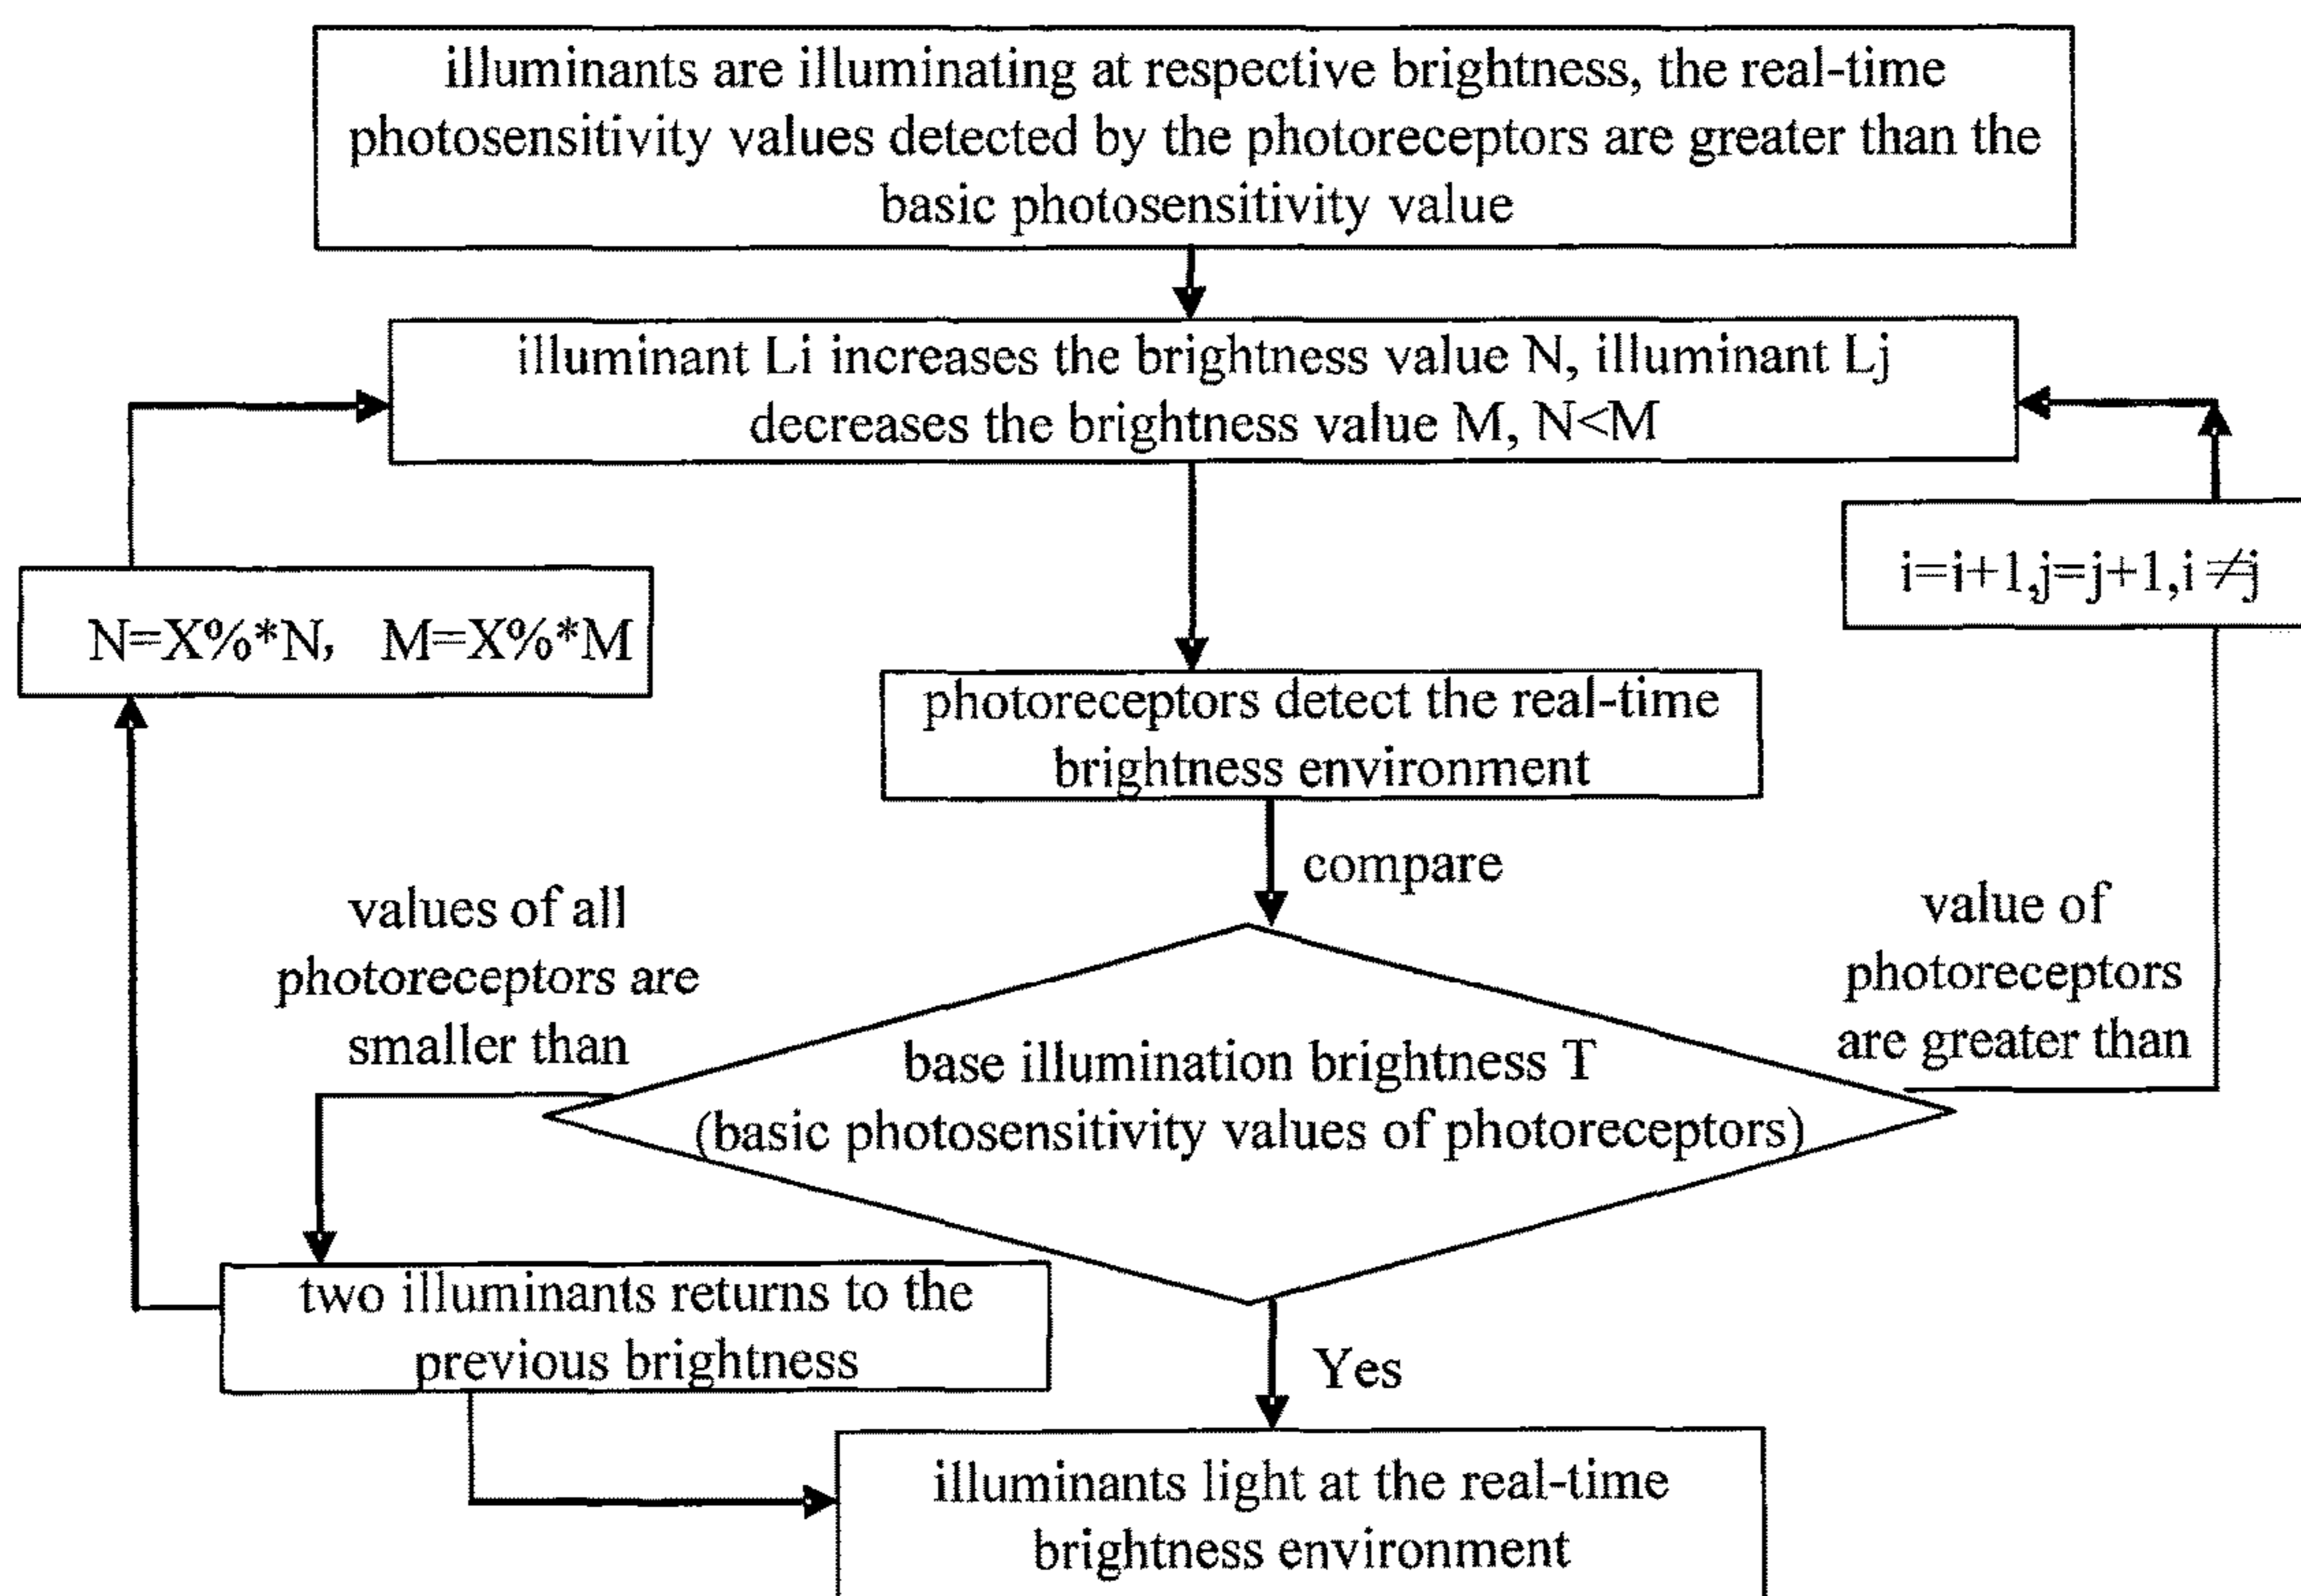 illuminants are illuminating at respective brightness, the real-time
photosensitivity values detected by the photoreceptors are greater than the
basic photosensitivity value
illuminant Li increases the brightness value N, illuminant Lj
decreases the brightness value M, N<M
i=i+1,j=j+1,i≠j
N=X%*N, M=X%*M
photoreceptors detect the real-time
brightness environment
compare
values of all
photoreceptors are
smaller than
value of
photoreceptors
are greater than
base illumination brightness T
(basic photosensitivity values of photoreceptors)
two illuminants returns to the
previous brightness
Yes
illuminants light at the real-time
brightness environment